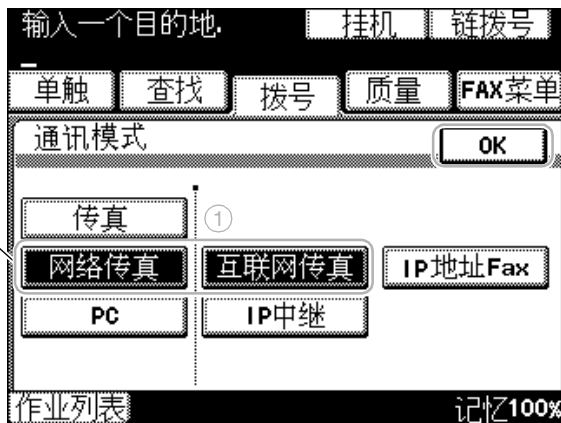 输入一个目的地. 挂机 链拨号
单触 查找 拨号 质量 FAX菜单
通讯模式 OK
传真 1
网络传真 互联网传真 IP地址Fax
PC IP中继
作业列表 记忆100%